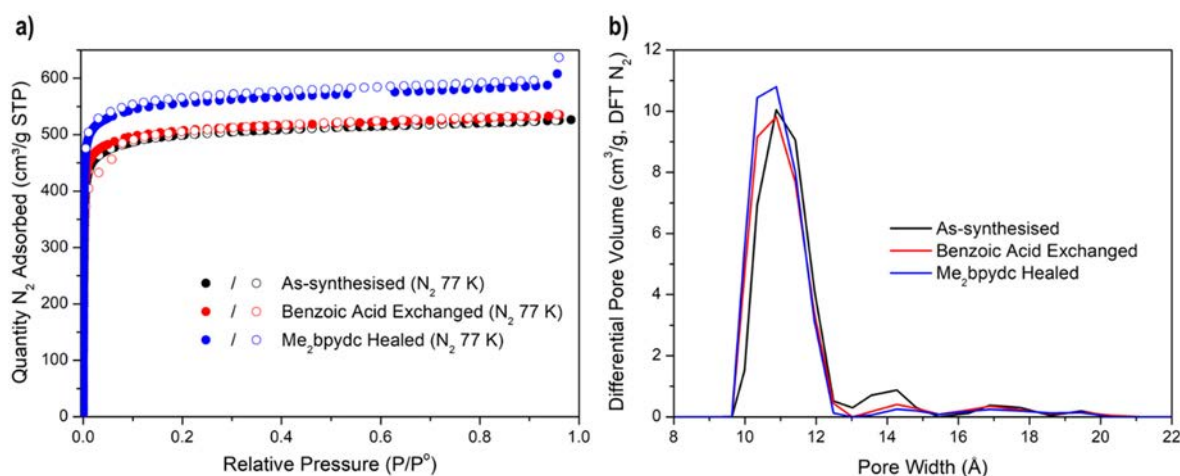 a)
Quantity N₂ Adsorbed (cm³/g STP)
600
500
400
300
200
100
0
0.0 0.2 0.4 0.6 0.8 1.0
Relative Pressure (P/Pᵒ)
/ As-synthesised (N₂ 77 K)
/ Benzoic Acid Exchanged (N₂ 77 K)
/ Me₂bpydc Healed (N₂ 77 K)
b)
Differential Pore Volume (cm³/g, DFT N₂)
12
10
8
6
4
2
0
8 10 12 14 16 18 20 22
Pore Width (Å)
As-synthesised
Benzoic Acid Exchanged
Me₂bpydc Healed